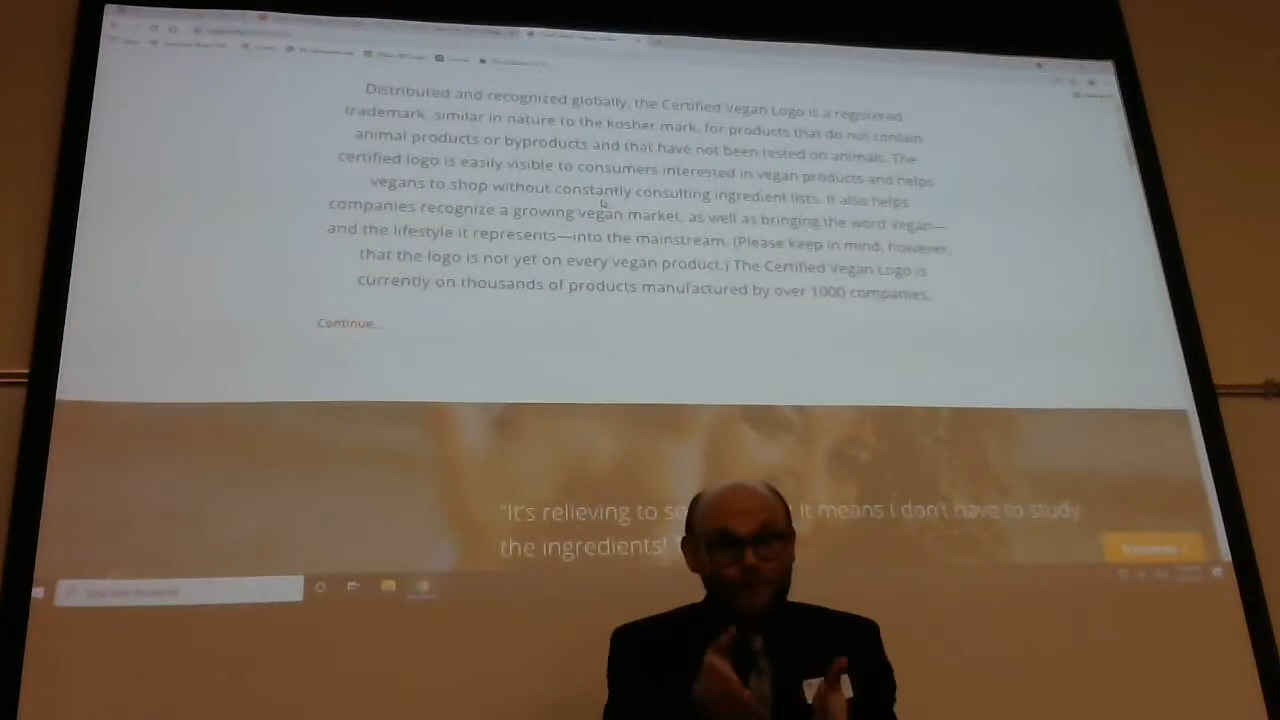 Distributed and recognized globally, the Certified Vegan Logo is a registered
trademark, similar in nature to the kosher mark, for products that do not contain
animal products or byproducts and that have not been tested on animals. The
certified logo is easily visible to consumers interested in vegan products and helps
vegans to shop without constantly consulting ingredient lists. It also helps
companies recognize a growing vegan market, as well as bringing the word Vegan—
and the lifestyle it represents—into the mainstream. (Please keep in mind, however,
that the logo is not yet on every vegan product.) The Certified Vegan Logo is
currently on thousands of products manufactured by over 1000 companies.
Continue...
"It's relieving to se it means I don't have to study
the ingredients!